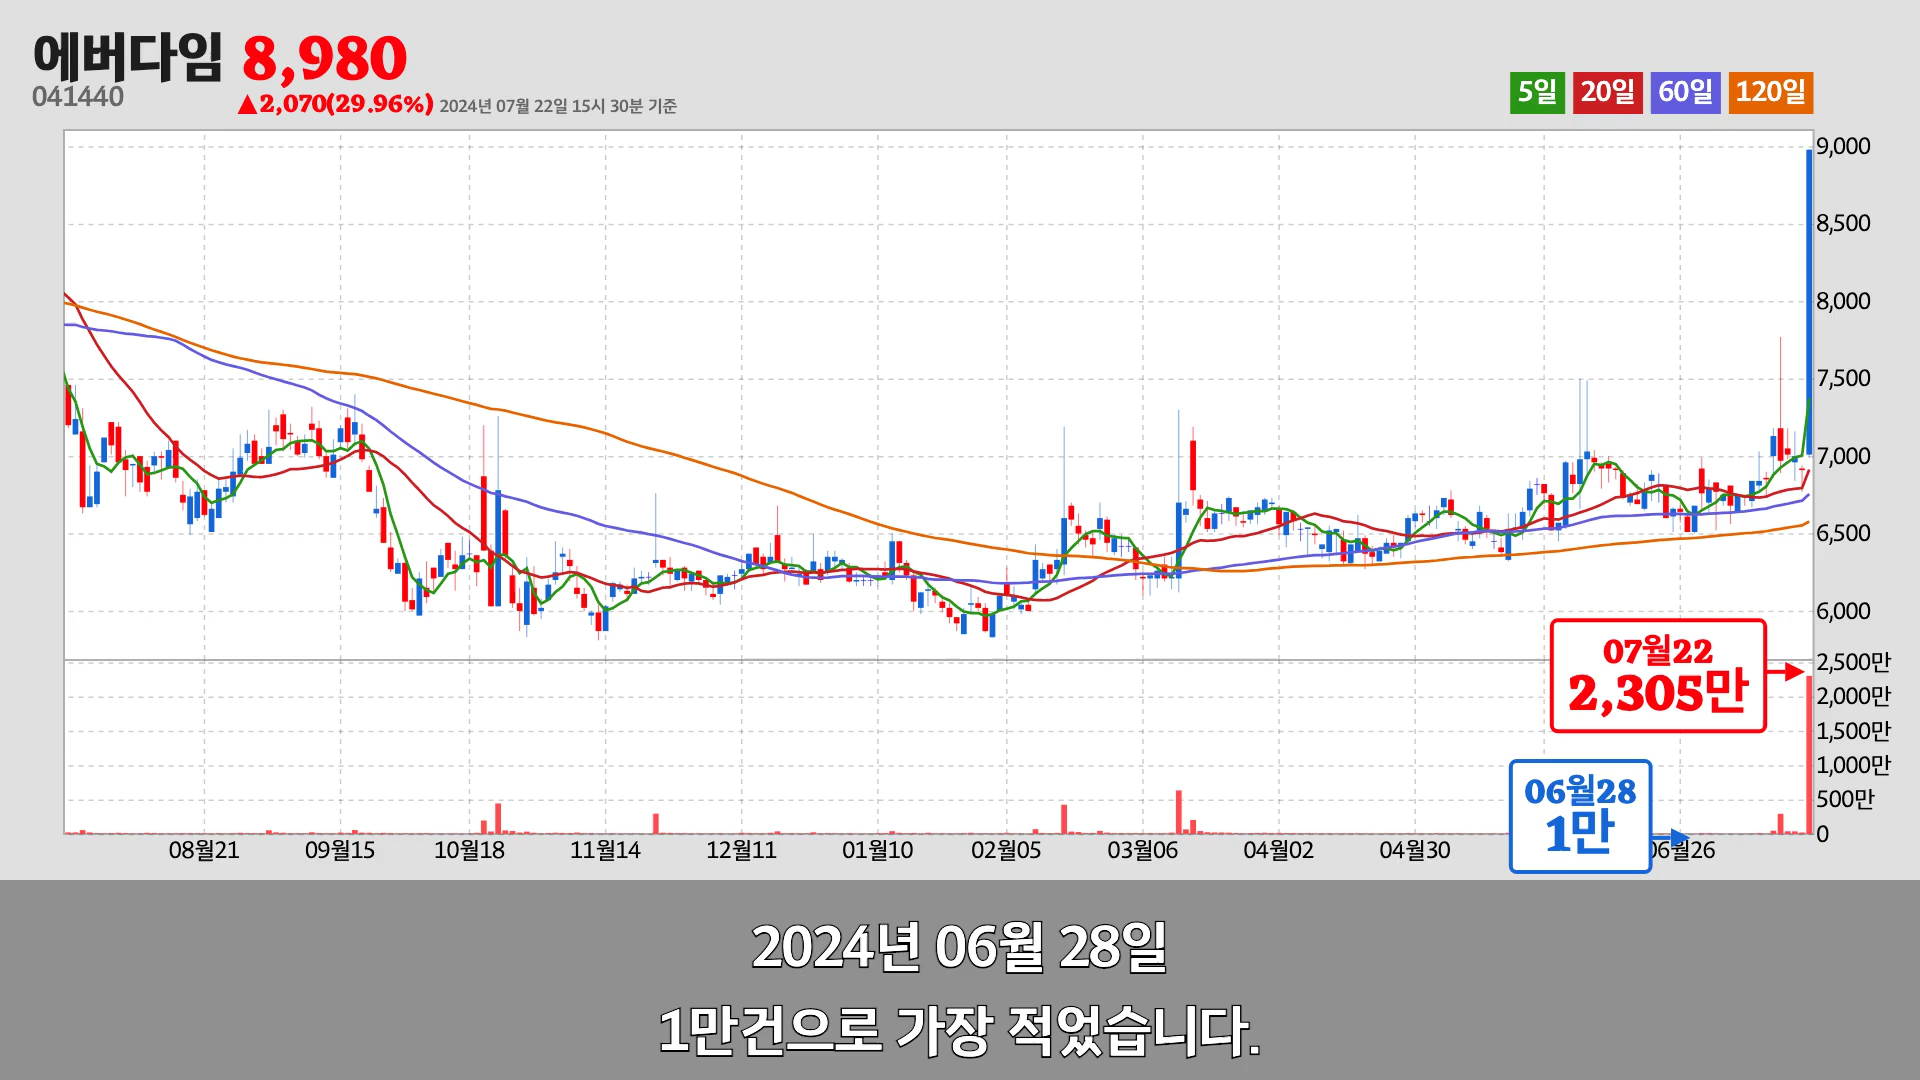 에버다임 8,980
041440
▲2,070(29.96%) 2024년 07월 22일 15시 30분 기준
5일 20일 60일 120일
9,000
8,500
8,000
7,500
7,000
6,500
6,000
07월22
2,305만
2,500만
2,000만
1,500만
1,000만
500만
0
06월28
1만
08월21 09월15 10월18 11월14 12월11 01월10 02월05 03월06 04월02 04월30 06월26
2024년 06월 28일
1만건으로 가장 적었습니다.